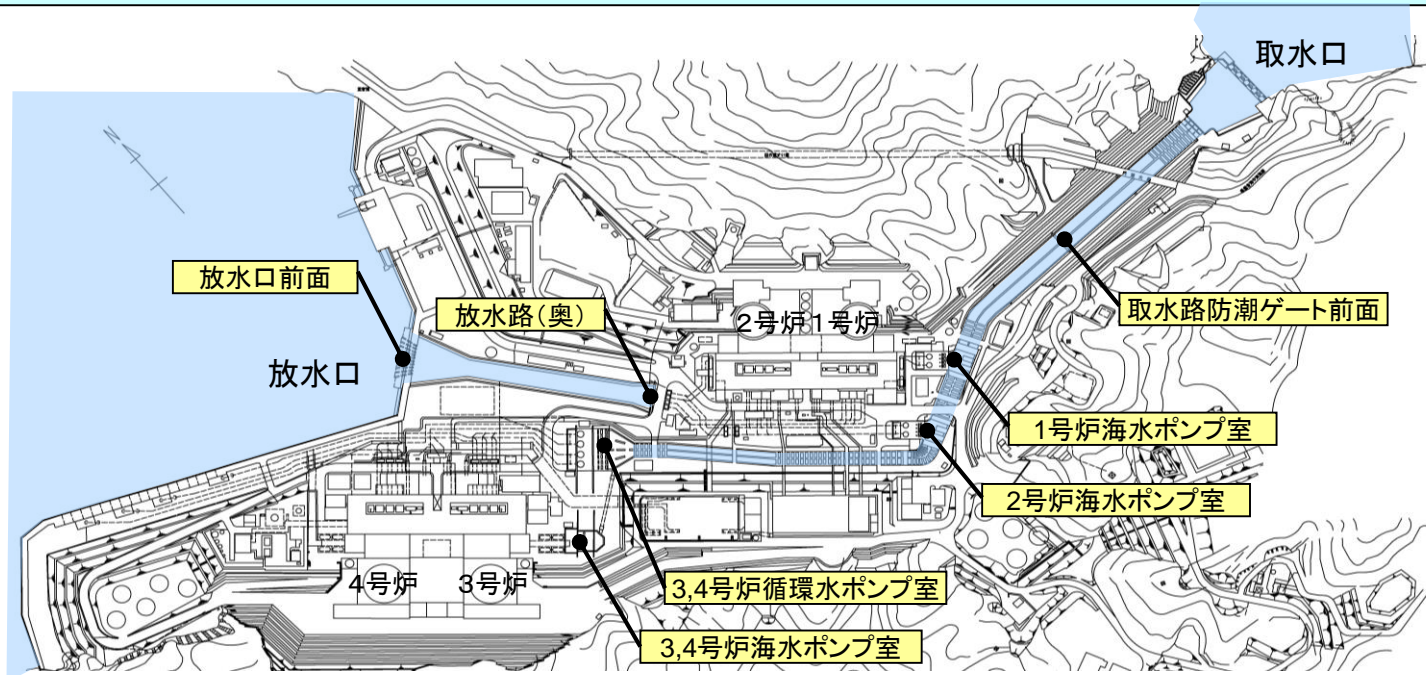 取水口
N
放水口前面
放水路(奥)
2号炉
1号炉
取水路防潮ゲート前面
放水口
1号炉海水ポンプ室
2号炉海水ポンプ室
4号炉
3号炉
3,4号炉循環水ポンプ室
3,4号炉海水ポンプ室